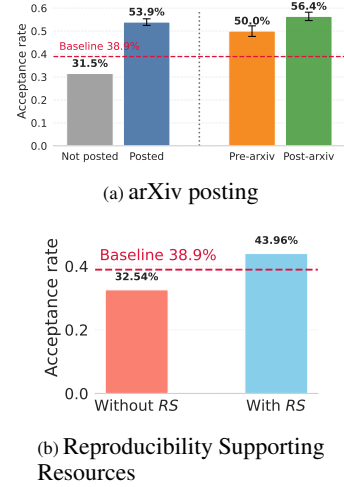 0.6
0.5
0.4
0.3
0.2
0.1
0.0
Acceptance rate
Baseline 38.9%
31.5%
53.9%
50.0%
56.4%
Not posted Posted Pre-arxiv Post-arxiv
(a) arXiv posting
Acceptance rate
0.4
0.2
0.0
Baseline 38.9%
32.54%
43.96%
Without RS With RS
(b) Reproducibility Supporting
Resources